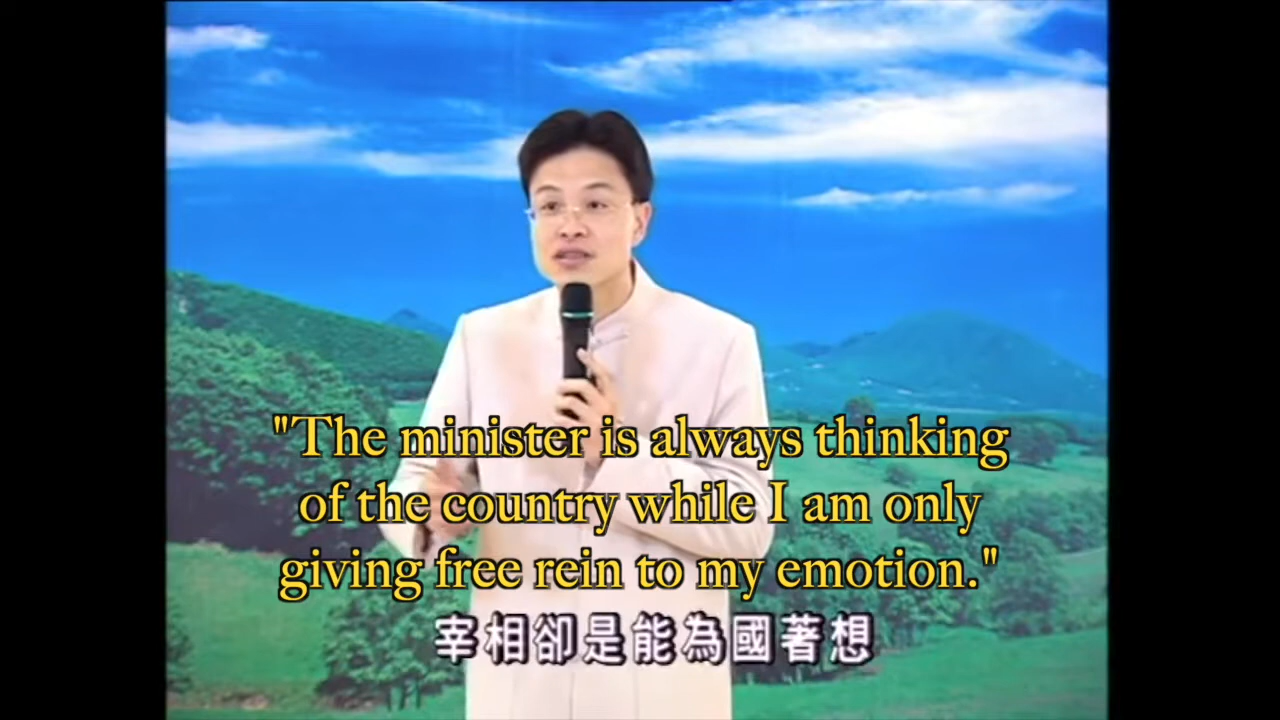 "The minister is always thinking
of the country while I am only
giving free rein to my emotion."
宰相卻是能為國著想